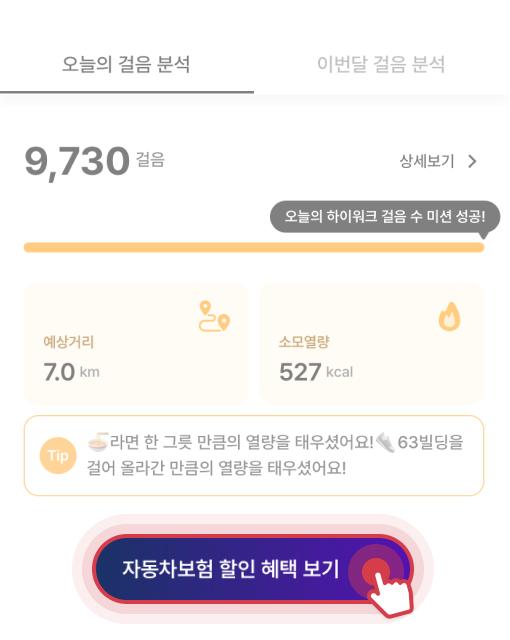 오늘의 걸음 분석
이번달 걸음 분석
9,730 걸음
상세보기
오늘의 하이워크 걸음 수 미션 성공!
예상거리
7.0 km
소모열량
527 kcal
Tip
🍜라면 한 그릇 만큼의 열량을 태우셨어요!👟63빌딩을
걸어 올라간 만큼의 열량을 태우셨어요!
자동차보험 할인 혜택 보기